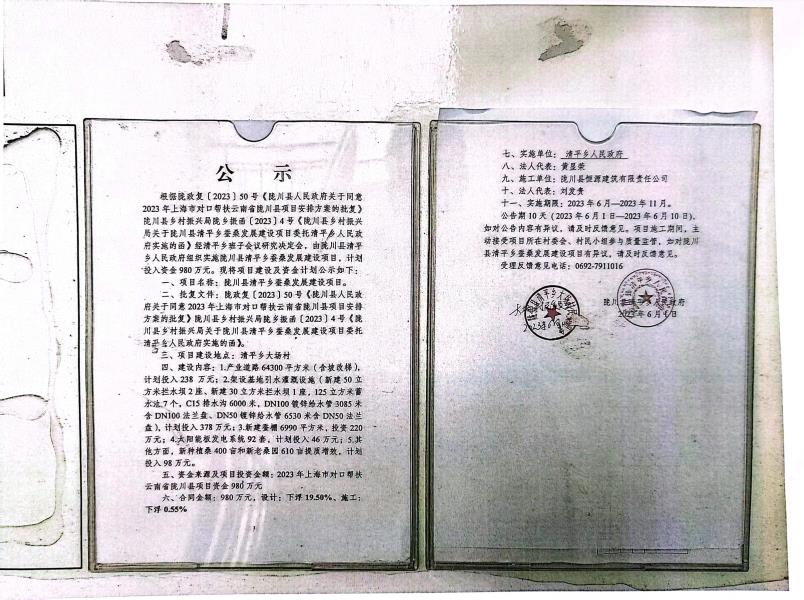 公 示
根据陇政复〔2023〕50号《陇川县人民政府关于同意
2023年上海市对口帮扶云南省陇川县项目安排方案的批复》
陇川县乡村振兴局陇乡振函〔2023〕4号《陇川县乡村振兴
局关于陇川县清平乡蚕桑发展建设项目委托清平乡人民政
府实施的函》经清平乡班子会议研究决定会，由陇川县清平
乡人民政府组织实施陇川县清平乡蚕桑发展建设项目，计划
投入资金980万元。现将项目建设及资金计划公示如下：
一、项目名称：陇川县清平乡蚕桑发展建设项目。
二、批复文件：陇政复〔2023〕50号《陇川县人民政
府关于同意2023年上海市对口帮扶云南省陇川县项目安排
方案的批复》陇川县乡村振兴局陇乡振函〔2023〕4号《陇
川县乡村振兴局关于陇川县清平乡蚕桑发展建设项目委托
清平乡人民政府实施的函》。
三、项目建设地点：清平乡大场村
四、建设内容：1.产业道路64300平方米（含坡改梯），
计划投入238万元；2.架设基地引水灌溉设施（新建50立
方米拦水坝2座、新建30立方米拦水坝1座，125立方米蓄
水池7个，C15排水沟6000米，DN100镀锌给水管3085米
含DN100法兰盘、DN50镀锌给水管6530米含DN50法兰
盘），计划投入378万元；3.新建蚕棚6990平方米，投资220
万元；4.太阳能板发电系统92套，计划投入46万元；5.其
他方面，新种植桑400亩和新老桑园610亩提质增效，计划
投入98万元。
五、资金来源及项目投资金额：2023年上海市对口帮扶
云南省陇川县项目资金980万元
六、合同金额：980万元，设计：下浮19.50%、施工：
下浮0.55%
七、实施单位：清平乡人民政府
八、法人代表：黄显荣
九、施工单位：陇川县恒源建筑有限责任公司
十、法人代表：刘发贵
十一、实施期限：2023年6月—2023年11月。
公告期10天（2023年6月1日—2023年6月10日），
如对公告内容有异议，请及时反馈意见。项目施工期间，主
动接受项目所在村委会、村民小组参与质量监管，如对陇川
县清平乡蚕桑发展建设项目有异议，请及时反馈意见。
受理反馈意见电话：0692-7911016
陇川县清平乡人民政府
2023年6月1日